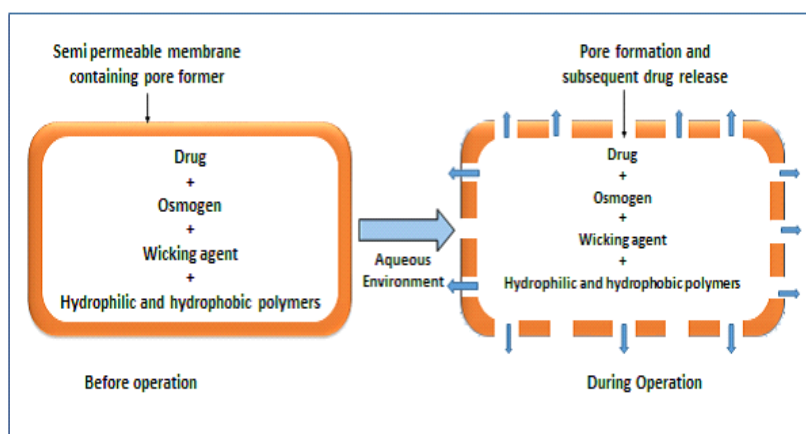 Semi permeable membrane
containing pore former
Drug
+
Osmogen
+
Wicking agent
+
Hydrophilic and hydrophobic polymers
Before operation
Aqueous
Environment
Pore formation and
subsequent drug release
Drug
+
Osmogen
+
Wicking agent
+
Hydrophilic and hydrophobic polymers
During Operation